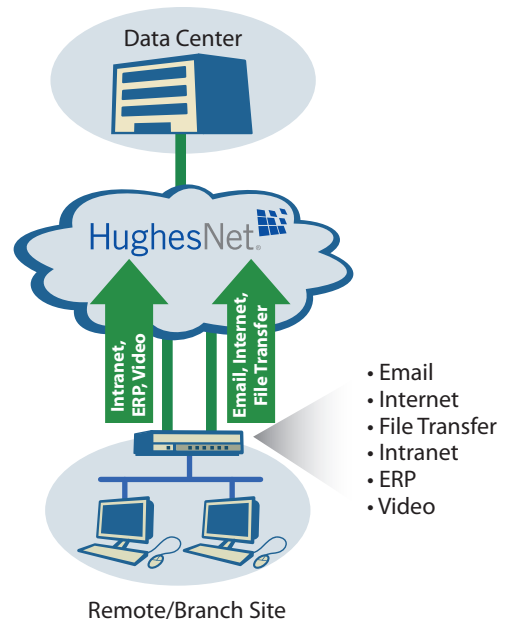 Data Center
HughesNet®
Intranet,
ERP, Video
Email, Internet,
File Transfer
• Email
• Internet
• File Transfer
• Intranet
• ERP
• Video
Remote/Branch Site